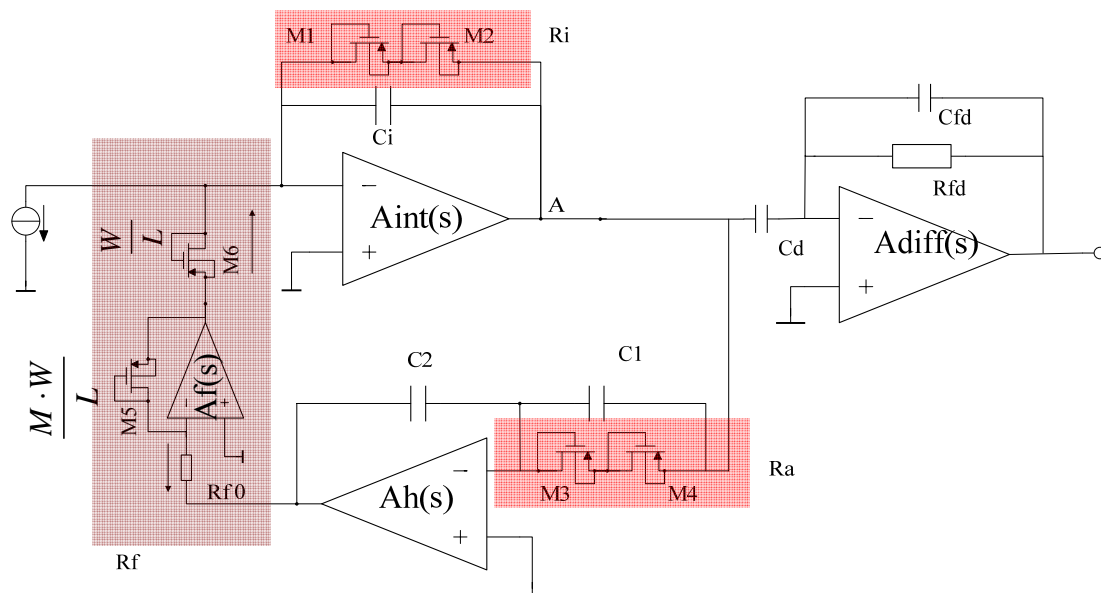 M1
M2
Ri
Ci
Cfd
Rfd
−
+
Aint(s)
A
Cd
−
+
Adiff(s)
W
L
M6
M·W
L
M5
Af(s)
−
+
Rf0
Rf
C2
C1
−
+
Ah(s)
M3
M4
Ra